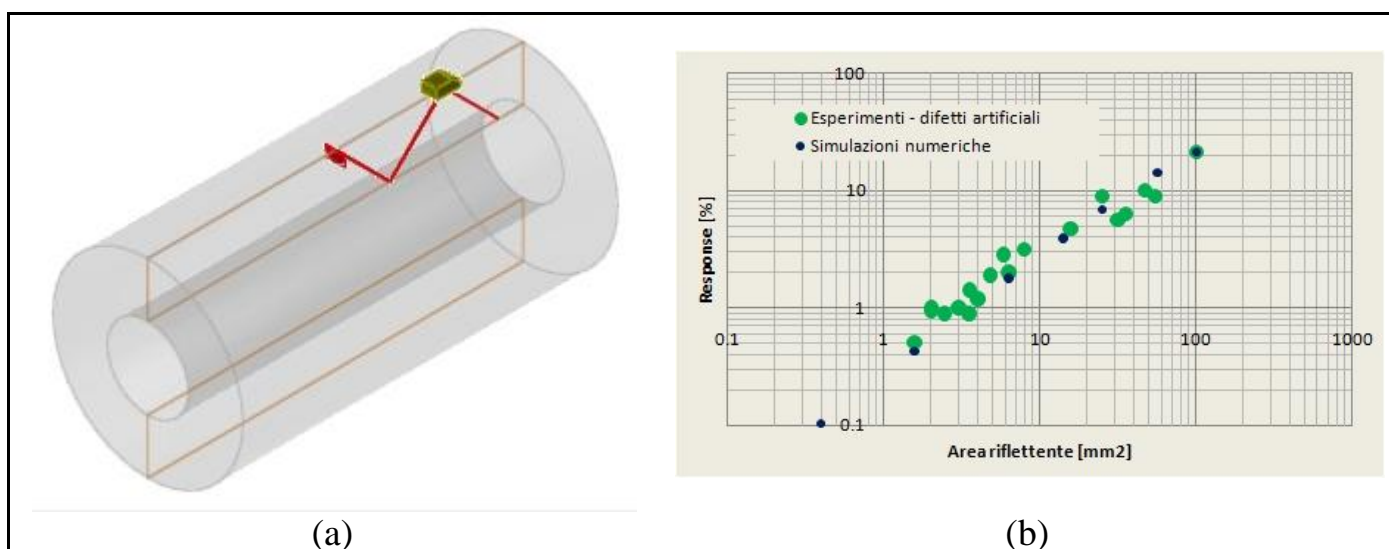 100
Esperimenti - difetti artificiali
Simulazioni numeriche
10
Response [%]
1
0.1
1
10
100
1000
0.1
Area riflettente [mm2]
(a)
(b)